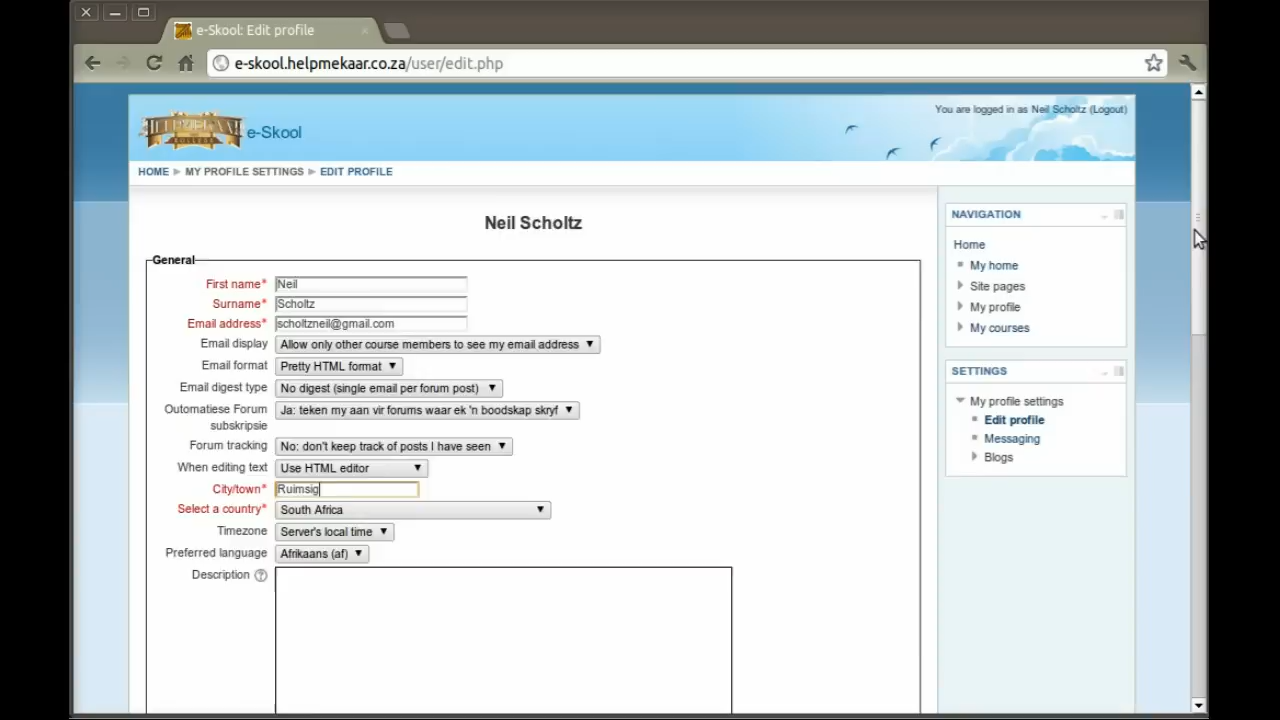 e-Skool: Edit profile
e-skool.helpmekaar.co.za/user/edit.php
You are logged in as Neil Scholtz (Logout)
HELPMEKAAR
KOLLEGE
e-Skool
HOME ► MY PROFILE SETTINGS ► EDIT PROFILE
Neil Scholtz
General
First name* Neil
Surname* Scholtz
Email address* scholtzneil@gmail.com
Email display Allow only other course members to see my email address
Email format Pretty HTML format
Email digest type No digest (single email per forum post)
Outomatiese Forum subskripsie Ja: teken my aan vir forums waar ek 'n boodskap skryf
Forum tracking No: don't keep track of posts I have seen
When editing text Use HTML editor
City/town* Ruimsig
Select a country* South Africa
Timezone Server's local time
Preferred language Afrikaans (af)
Description
NAVIGATION
Home
My home
Site pages
My profile
My courses
SETTINGS
My profile settings
Edit profile
Messaging
Blogs